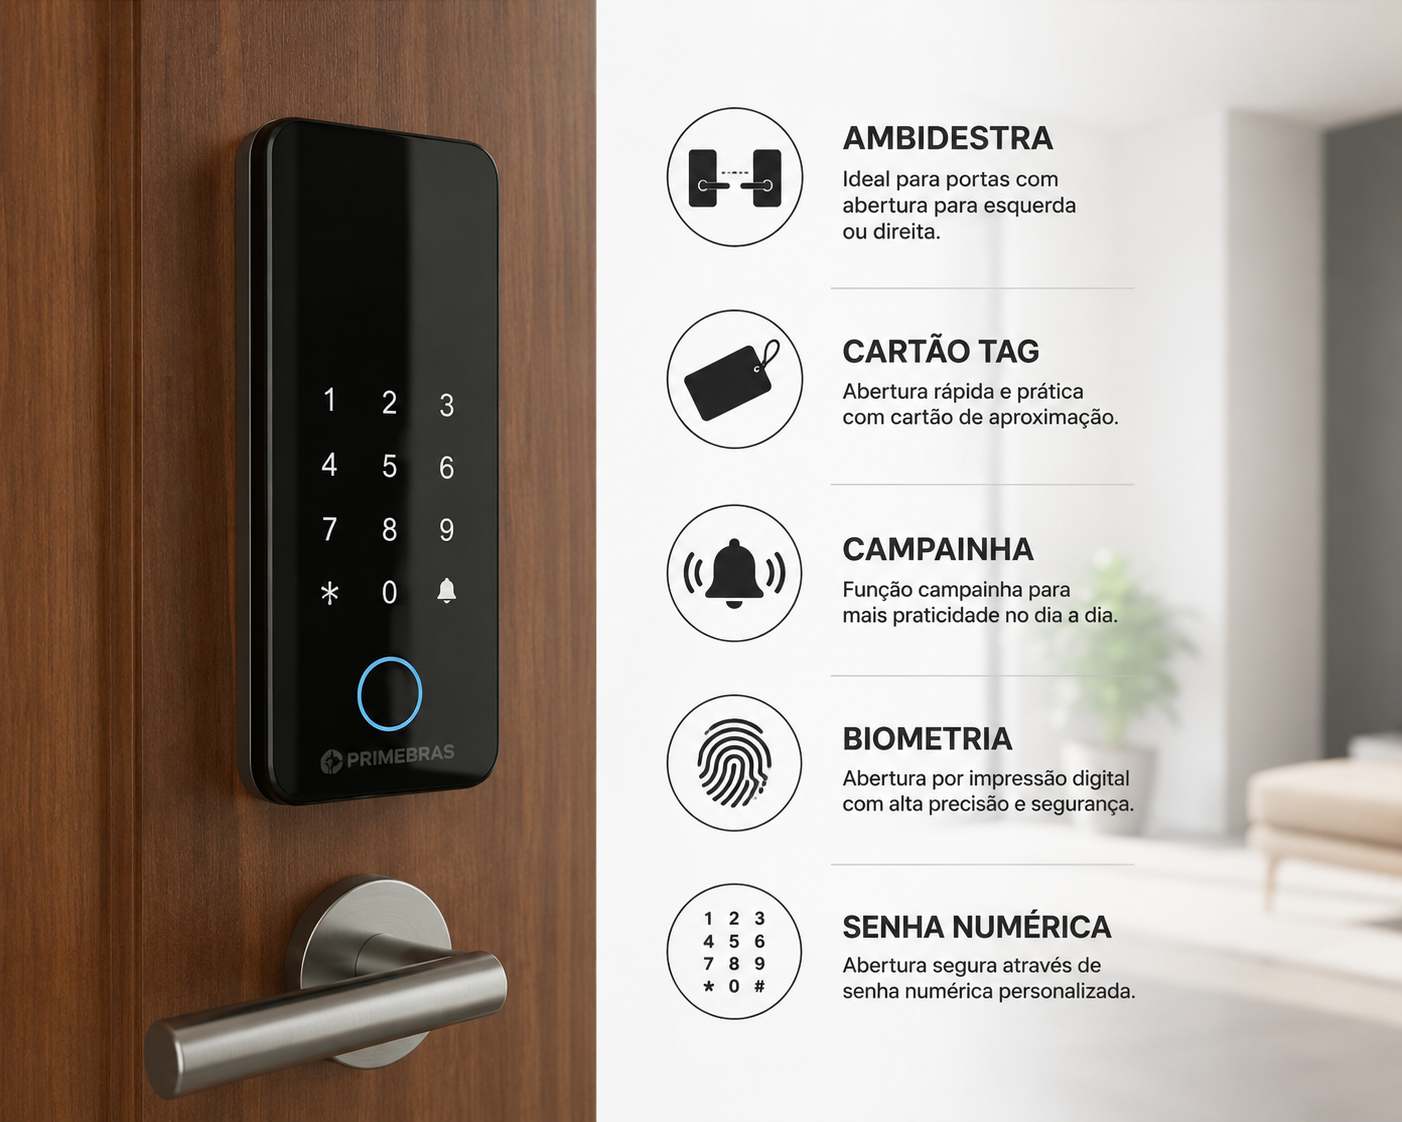 1 2 3
4 5 6
7 8 9
* 0
PRIMEBRAS
AMBIDESTRA
Ideal para portas com
abertura para esquerda
ou direita.
CARTÃO TAG
Abertura rápida e prática
com cartão de aproximação.
CAMPAINHA
Função campainha para
mais praticidade no dia a dia.
BIOMETRIA
Abertura por impressão digital
com alta precisão e segurança.
1 2 3
4 5 6
7 8 9
* 0 #
SENHA NUMÉRICA
Abertura segura através de
senha numérica personalizada.